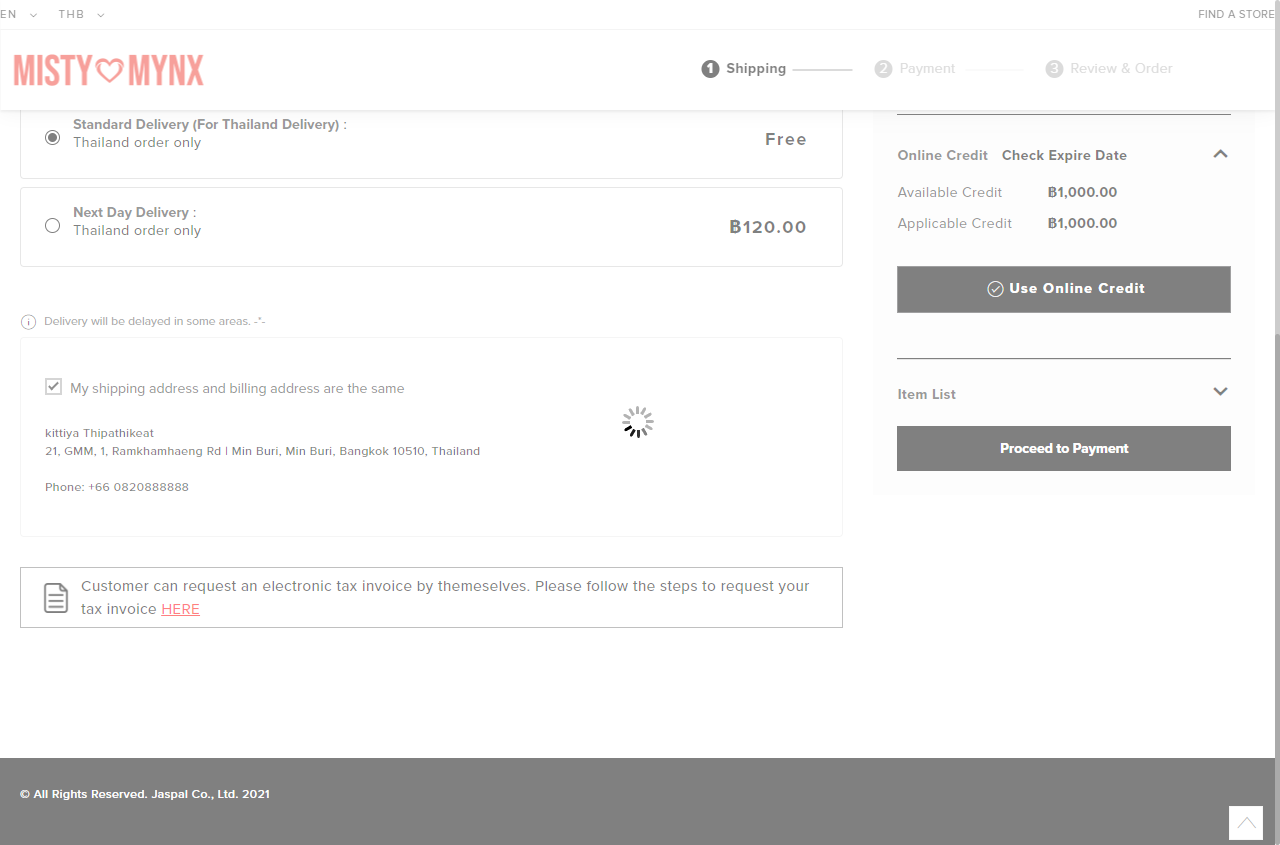 EN THB FIND A STORE
MISTY MYNX
1 Shipping 2 Payment 3 Review & Order
Standard Delivery (For Thailand Delivery) :
Thailand order only
Free
Next Day Delivery :
Thailand order only
฿120.00
Delivery will be delayed in some areas. -*-
My shipping address and billing address are the same
kittiya Thipathikeat
21, GMM, 1, Ramkhamhaeng Rd | Min Buri, Min Buri, Bangkok 10510, Thailand
Phone: +66 0820888888
Customer can request an electronic tax invoice by themeselves. Please follow the steps to request your
tax invoice HERE
Online Credit Check Expire Date
Available Credit ฿1,000.00
Applicable Credit ฿1,000.00
Use Online Credit
Item List
Proceed to Payment
© All Rights Reserved. Jaspal Co., Ltd. 2021